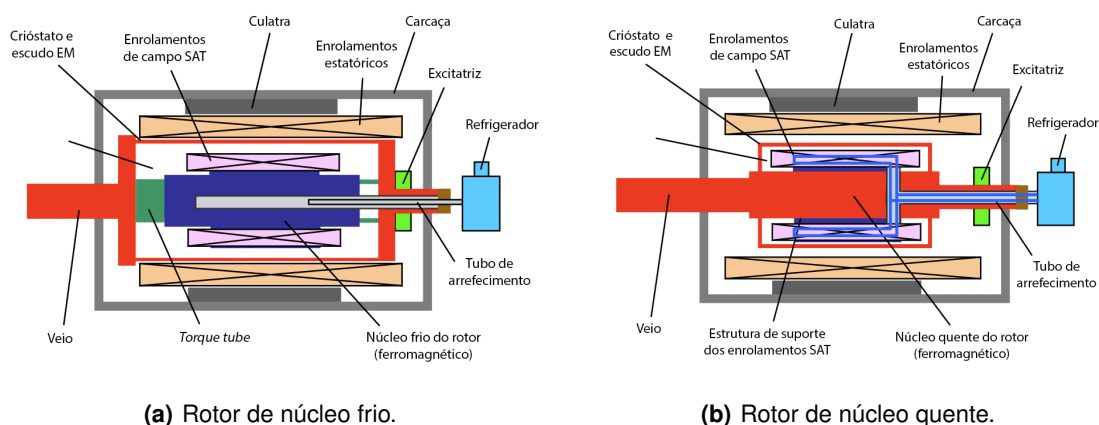 Culatra
Carcaça
Crióstato e
escudo EM
Enrolamentos
de campo SAT
Enrolamentos
estatóricos
Excitatriz
Refrigerador
Veio
Torque tube
Núcleo frio do rotor
(ferromagnético)
Tubo de
arrefecimento
(a) Rotor de núcleo frio.
Culatra
Carcaça
Crióstato e
escudo EM
Enrolamentos
de campo SAT
Enrolamentos
estatóricos
Excitatriz
Refrigerador
Veio
Estrutura de suporte
dos enrolamentos SAT
Núcleo quente do rotor
(ferromagnético)
Tubo de
arrefecimento
(b) Rotor de núcleo quente.